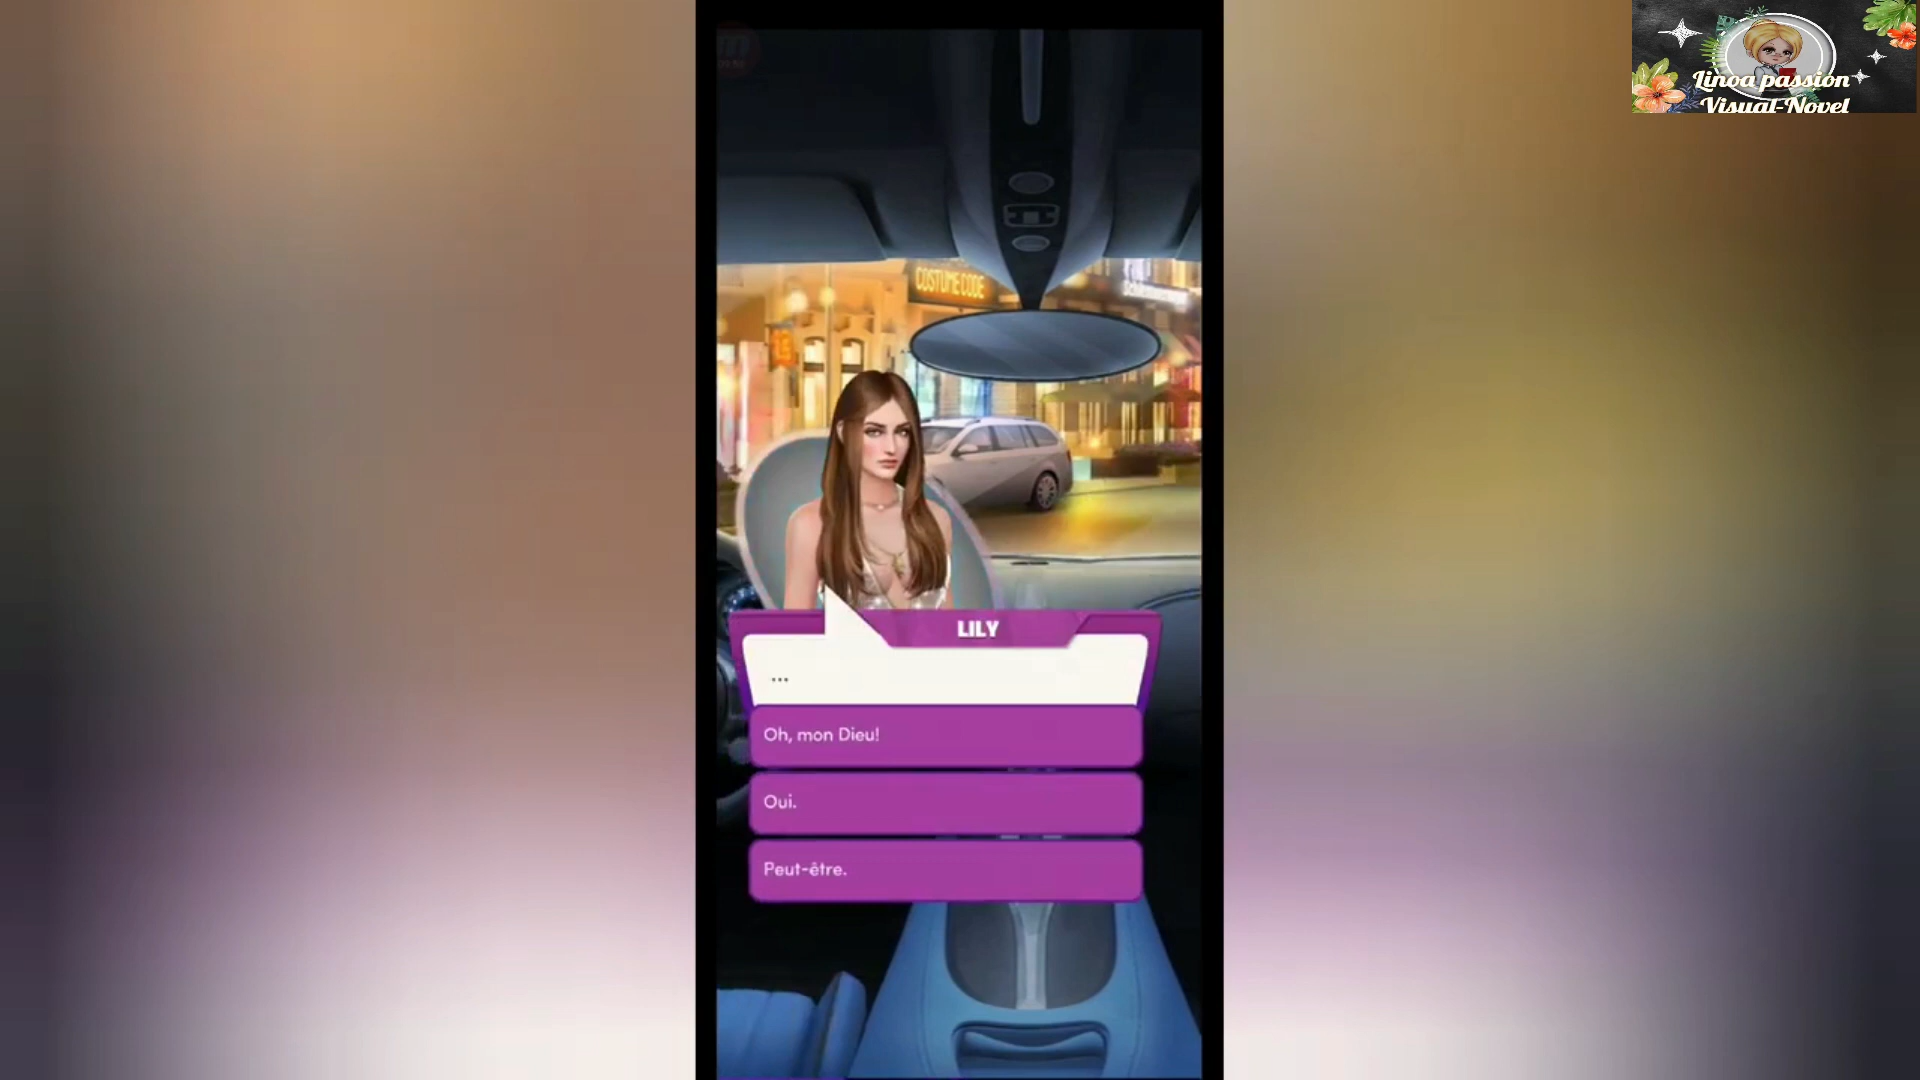 Linoa passion
Visual-Novel
COSTUME CODE
LILY
...
Oh, mon Dieu!
Oui.
Peut-être.